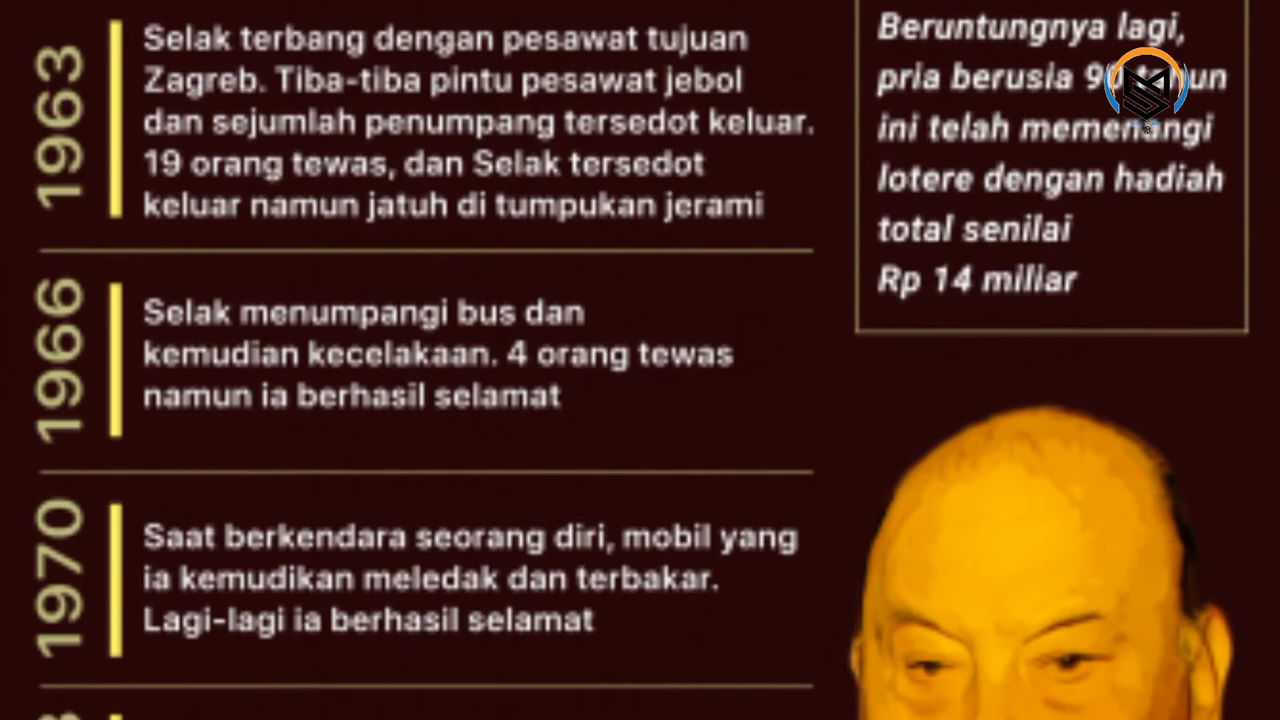 1963
Selak terbang dengan pesawat tujuan
Zagreb. Tiba-tiba pintu pesawat jebol
dan sejumlah penumpang tersedot keluar.
19 orang tewas, dan Selak tersedot
keluar namun jatuh di tumpukan jerami
1966
Selak menumpangi bus dan
kemudian kecelakaan. 4 orang tewas
namun ia berhasil selamat
1970
Saat berkendara seorang diri, mobil yang
ia kemudikan meledak dan terbakar.
Lagi-lagi ia berhasil selamat
Beruntungnya lagi,
pria berusia
ini telah memenangi
lotere dengan hadiah
total senilai
Rp 14 miliar